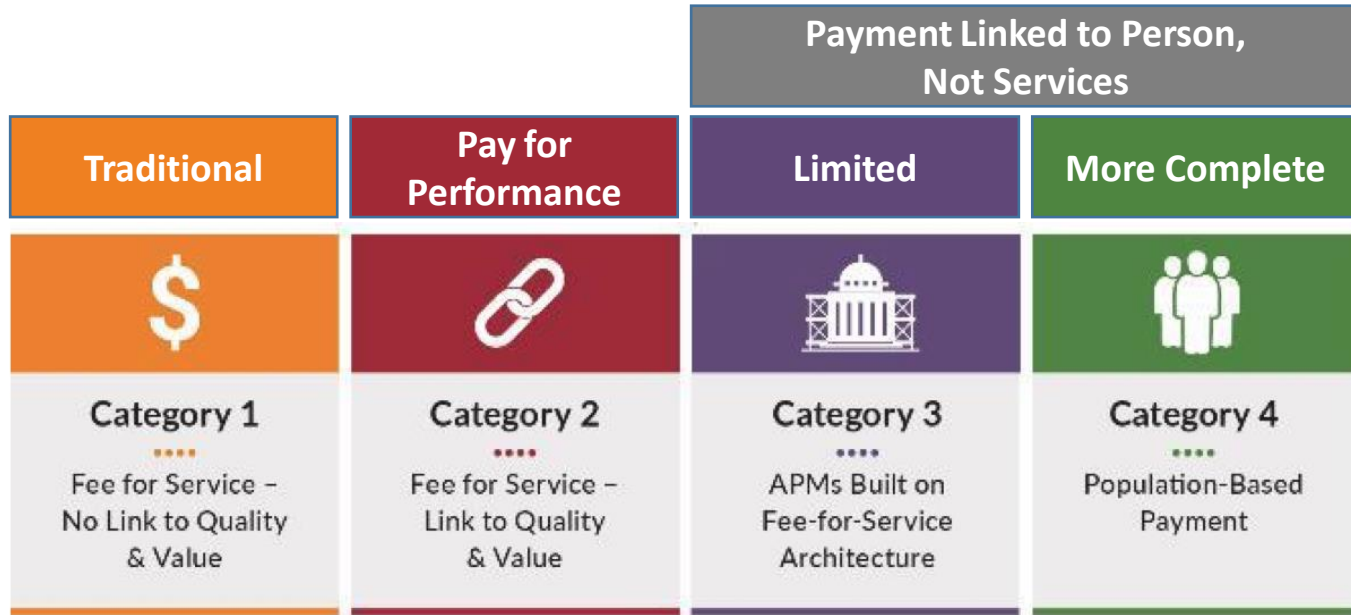 Payment Linked to Person,
Not Services
Traditional
Pay for
Performance
Limited
More Complete
$
Category 1
Fee for Service –
No Link to Quality
& Value
Category 2
Fee for Service –
Link to Quality
& Value
Category 3
APMs Built on
Fee-for-Service
Architecture
Category 4
Population-Based
Payment